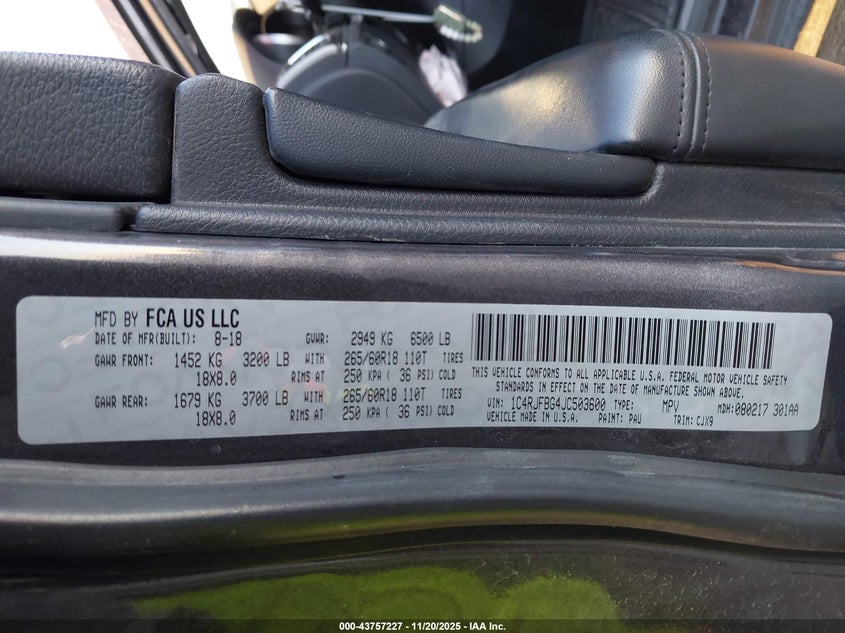 MFD BY FCA US LLC
DATE OF MFR(BUILT): 8-18 GVWR: 2949 KG 6500 LB
GAWR FRONT: 1452 KG 3200 LB WITH 265/60R18 110T TIRES
18X8.0 RIMS AT 250 KPA( 36 PSI) COLD
GAWR REAR: 1679 KG 3700 LB WITH 265/60R18 110T TIRES
18X8.0 RIMS AT 250 KPA( 36 PSI) COLD
THIS VEHICLE CONFORMS TO ALL APPLICABLE U.S.A. FEDERAL MOTOR VEHICLE SAFETY
STANDARDS IN EFFECT ON THE DATE OF MANUFACTURE SHOWN ABOVE.
VIN: 1C4RJFBG4JC503600 TYPE: MPV MDH: 080217 301AA
VEHICLE MADE IN U.S.A. PAINT: PAU TRIM: CJX9
000-43757227 - 11/20/2025 - IAA Inc.